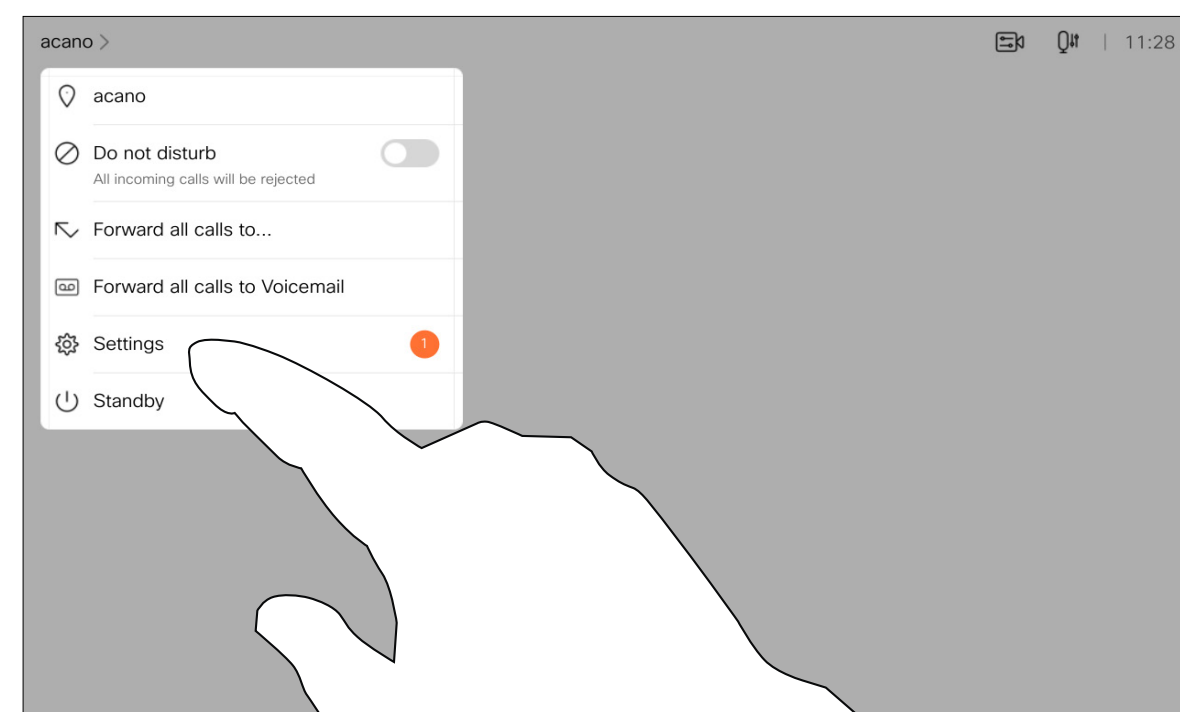 acano >
11:28
acano
Do not disturb
All incoming calls will be rejected
Forward all calls to...
Forward all calls to Voicemail
Settings
1
Standby